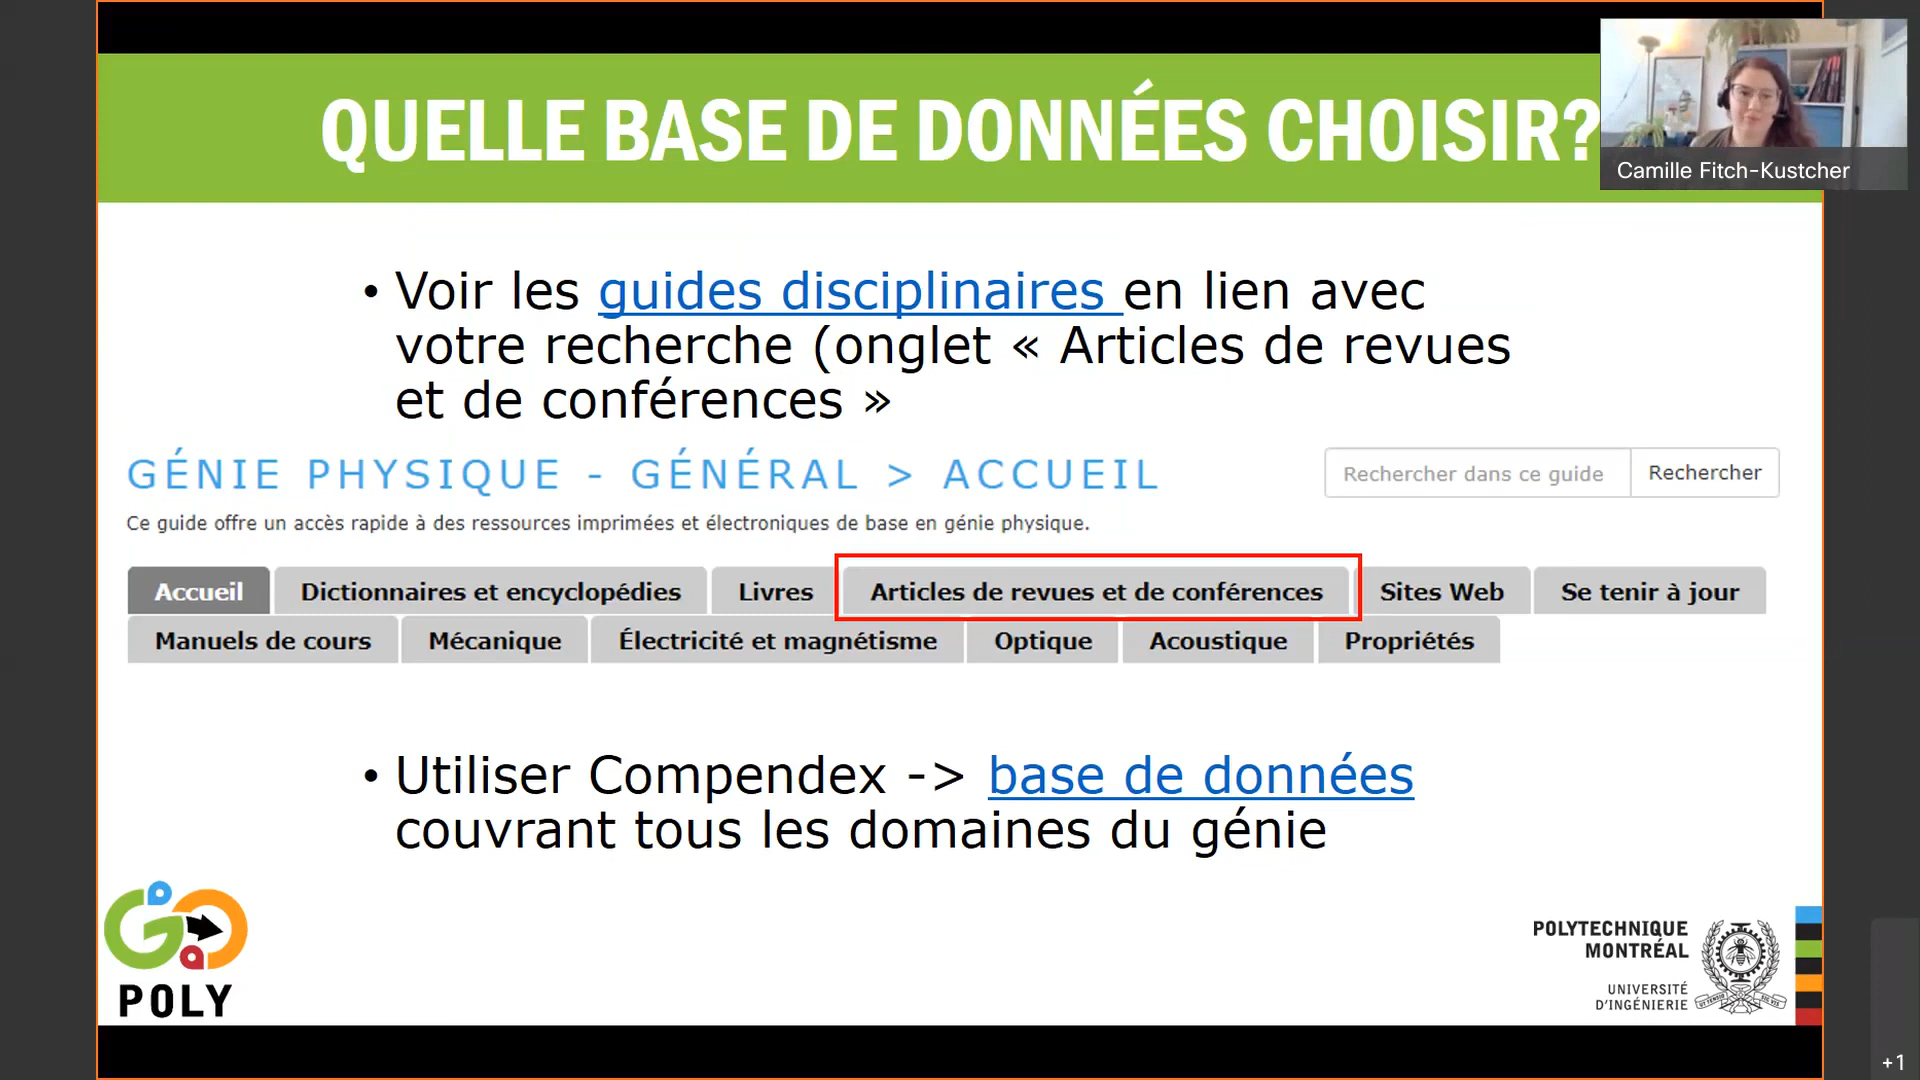 QUELLE BASE DE DONNÉES CHOISIR?
Camille Fitch-Kustcher
• Voir les guides disciplinaires en lien avec
votre recherche (onglet « Articles de revues
et de conférences »
GÉNIE PHYSIQUE - GÉNÉRAL > ACCUEIL
Rechercher dans ce guide
Rechercher
Ce guide offre un accès rapide à des ressources imprimées et électroniques de base en génie physique.
Accueil Dictionnaires et encyclopédies Livres Articles de revues et de conférences Sites Web Se tenir à jour
Manuels de cours Mécanique Électricité et magnétisme Optique Acoustique Propriétés
• Utiliser Compendex -> base de données
couvrant tous les domaines du génie
POLY
POLYTECHNIQUE
MONTRÉAL
UNIVERSITÉ
D'INGÉNIERIE
+1